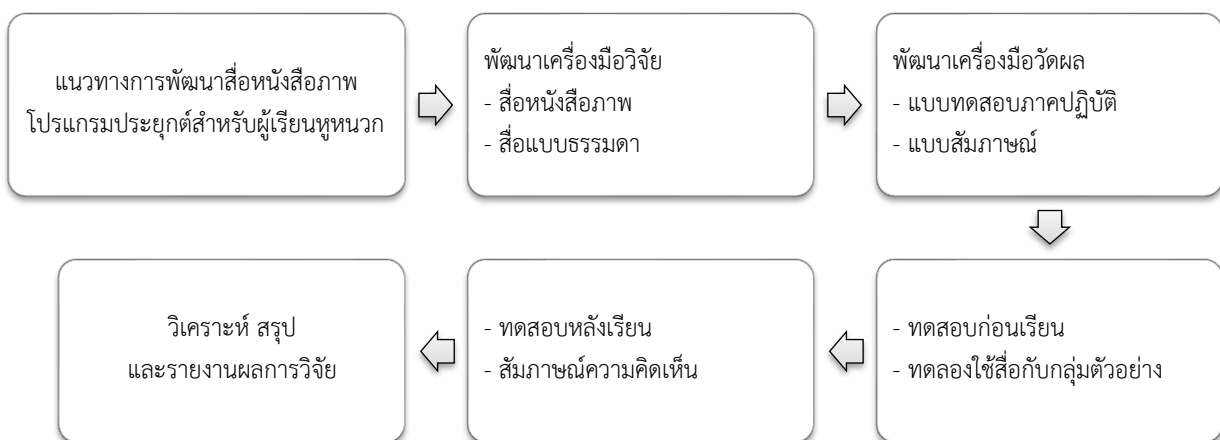 แนวทางการพัฒนาสื่อหนังสือภาพ
โปรแกรมประยุกต์สำหรับผู้เรียนหูหนวก
พัฒนาเครื่องมือวิจัย
- สื่อหนังสือภาพ
- สื่อแบบธรรมดา
พัฒนาเครื่องมือวัดผล
- แบบทดสอบภาคปฏิบัติ
- แบบสัมภาษณ์
- ทดสอบก่อนเรียน
- ทดลองใช้สื่อกับกลุ่มตัวอย่าง
- ทดสอบหลังเรียน
- สัมภาษณ์ความคิดเห็น
วิเคราะห์ สรุป
และรายงานผลการวิจัย